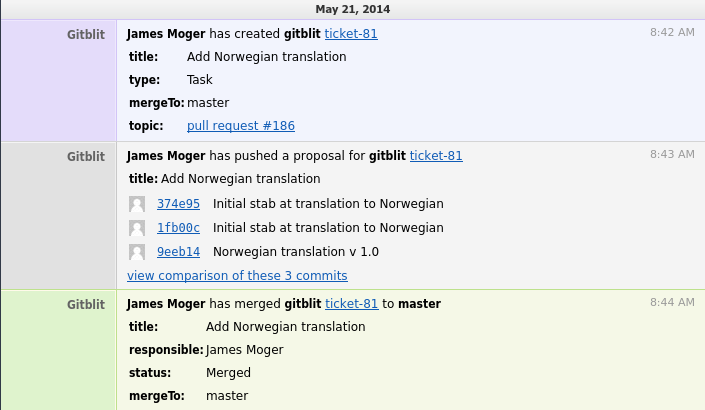 May 21, 2014
Gitblit James Moger has created gitblit ticket-81 8:42 AM
title: Add Norwegian translation
type: Task
mergeTo: master
topic: pull request #186
Gitblit James Moger has pushed a proposal for gitblit ticket-81 8:43 AM
title: Add Norwegian translation
374e95 Initial stab at translation to Norwegian
1fb00c Initial stab at translation to Norwegian
9eeb14 Norwegian translation v 1.0
view comparison of these 3 commits
Gitblit James Moger has merged gitblit ticket-81 to master 8:44 AM
title: Add Norwegian translation
responsible: James Moger
status: Merged
mergeTo: master